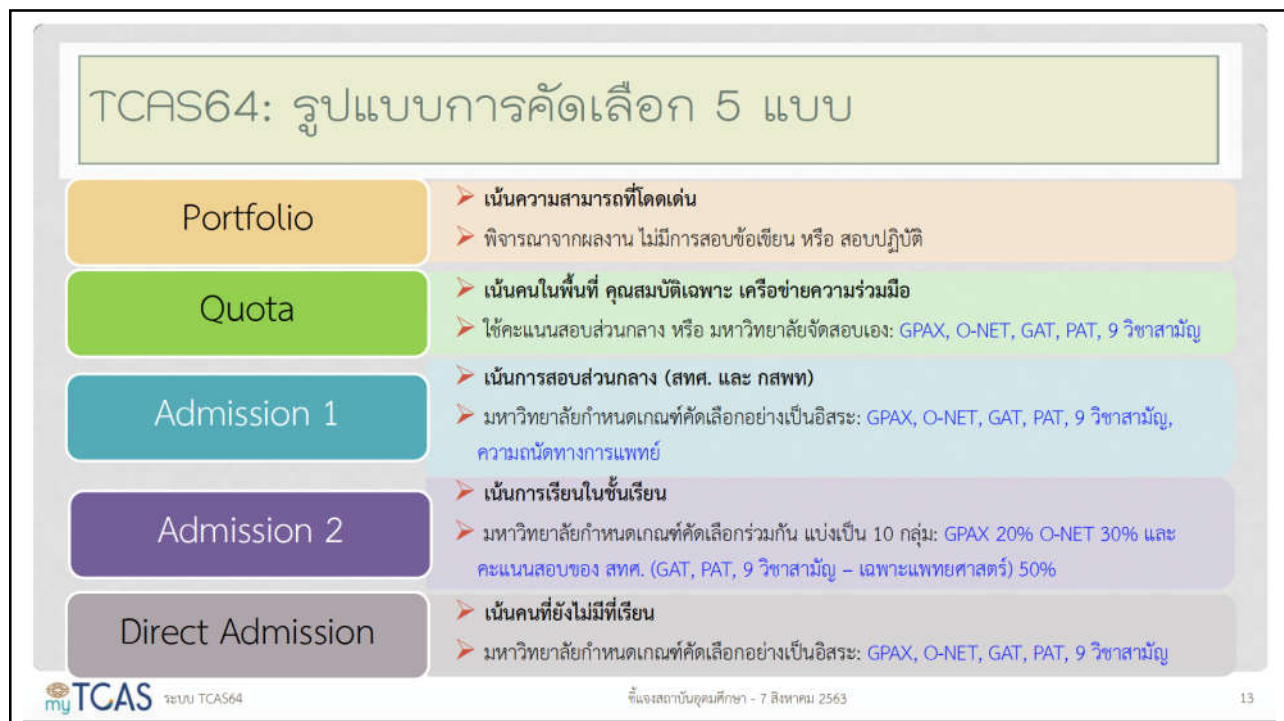 TCAS64: รูปแบบการคัดเลือก 5 แบบ
Portfolio
➢ เน้นความสามารถที่โดดเด่น
➢ พิจารณาจากผลงาน ไม่มีการสอบข้อเขียน หรือ สอบปฏิบัติ
Quota
➢ เน้นคนในพื้นที่ คุณสมบัติเฉพาะ เครือข่ายความร่วมมือ
➢ ใช้คะแนนสอบส่วนกลาง หรือ มหาวิทยาลัยจัดสอบเอง: GPAX, O-NET, GAT, PAT, 9 วิชาสามัญ
Admission 1
➢ เน้นการสอบส่วนกลาง (สทศ. และ กสพท)
➢ มหาวิทยาลัยกำหนดเกณฑ์คัดเลือกอย่างเป็นอิสระ: GPAX, O-NET, GAT, PAT, 9 วิชาสามัญ,
ความถนัดทางการแพทย์
Admission 2
➢ เน้นการเรียนในชั้นเรียน
➢ มหาวิทยาลัยกำหนดเกณฑ์คัดเลือกร่วมกัน แบ่งเป็น 10 กลุ่ม: GPAX 20% O-NET 30% และ
คะแนนสอบของ สทศ. (GAT, PAT, 9 วิชาสามัญ – เฉพาะแพทยศาสตร์) 50%
Direct Admission
➢ เน้นคนที่ยังไม่มีที่เรียน
➢ มหาวิทยาลัยกำหนดเกณฑ์คัดเลือกอย่างเป็นอิสระ: GPAX, O-NET, GAT, PAT, 9 วิชาสามัญ
myTCAS ระบบ TCAS64
ชี้แจงสถาบันอุดมศึกษา - 7 สิงหาคม 2563
13